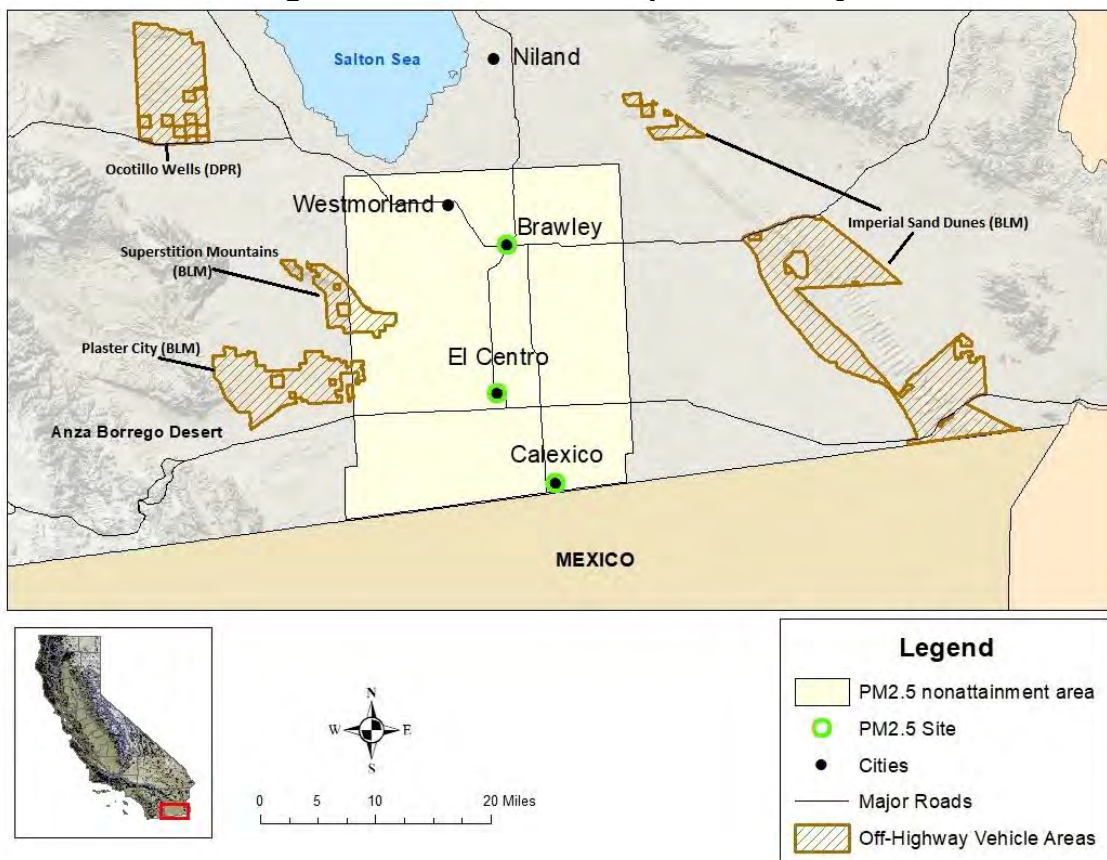 Salton Sea
Niland
Ocotillo Wells (DPR)
Westmorland
Imperial Sand Dunes (BLM)
Brawley
Superstition Mountains
(BLM)
Plaster City (BLM)
El Centro
Anza Borrego Desert
Calexico
MEXICO
N
W E
S
0 5 10 20 Miles
Legend
PM2.5 nonattainment area
PM2.5 Site
Cities
Major Roads
Off-Highway Vehicle Areas